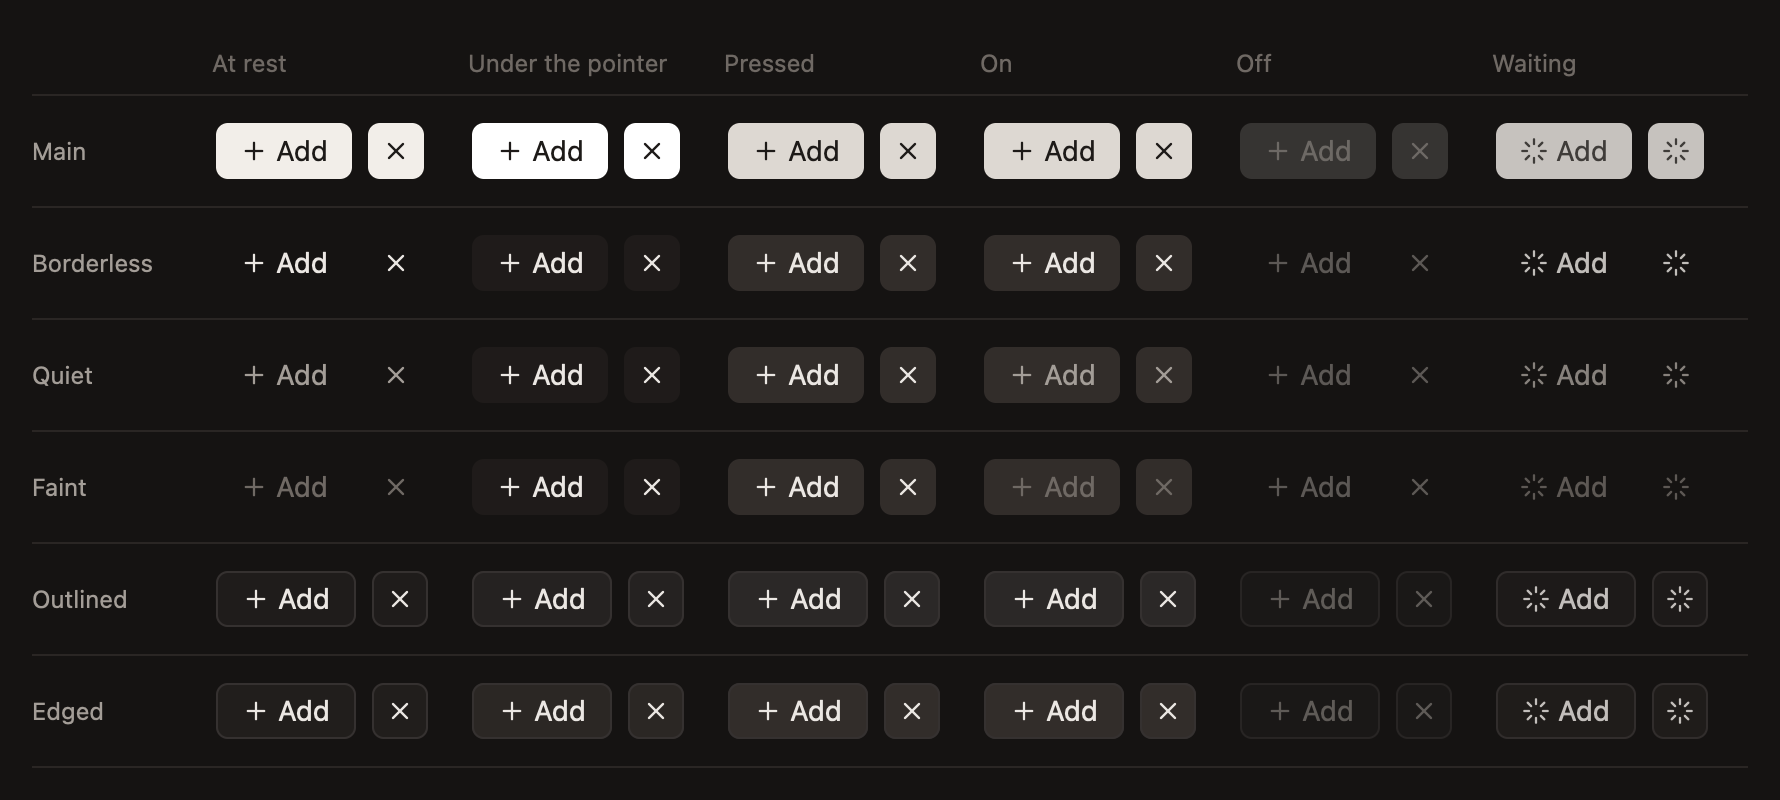 At rest Under the pointer Pressed On Off Waiting
Main + Add × + Add × + Add × + Add × + Add × Add
Borderless + Add × + Add × + Add × + Add × + Add × Add
Quiet + Add × + Add × + Add × + Add × + Add × Add
Faint + Add × + Add × + Add × + Add × + Add × Add
Outlined + Add × + Add × + Add × + Add × + Add × Add
Edged + Add × + Add × + Add × + Add × + Add × Add